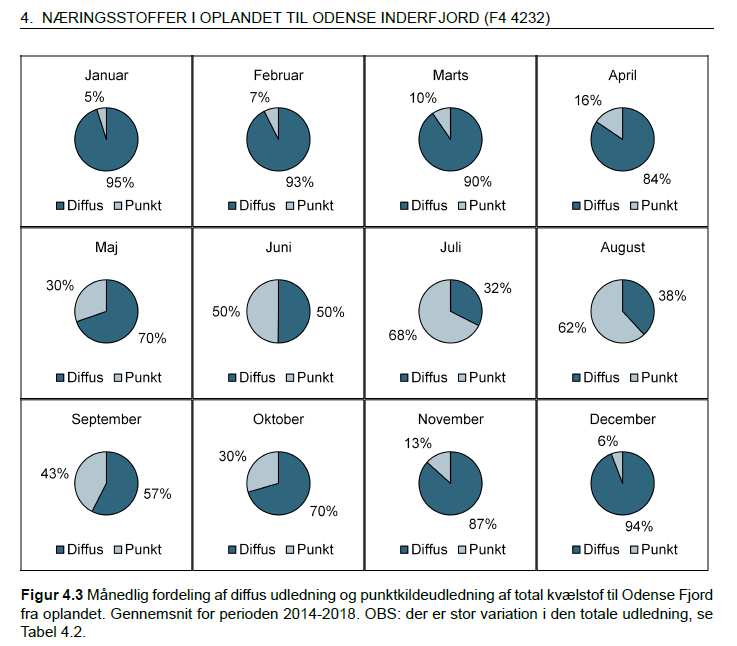 4. NÆRINGSSTOFFER I OPLANDET TIL ODENSE INDERFJORD (F4 4232)
Januar
5%
95%
Diffus Punkt
Februar
7%
93%
Diffus Punkt
Marts
10%
90%
Diffus Punkt
April
16%
84%
Diffus Punkt
Maj
30%
70%
Diffus Punkt
Juni
50% 50%
Diffus Punkt
Juli
32%
68%
Diffus Punkt
August
38%
62%
Diffus Punkt
September
43%
57%
Diffus Punkt
Oktober
30%
70%
Diffus Punkt
November
13%
87%
Diffus Punkt
December
6%
94%
Diffus Punkt
Figur 4.3 Månedlig fordeling af diffus udledning og punktkildeudledning af total kvælstof til Odense Fjord
fra oplandet. Gennemsnit for perioden 2014-2018. OBS: der er stor variation i den totale udledning, se
Tabel 4.2.